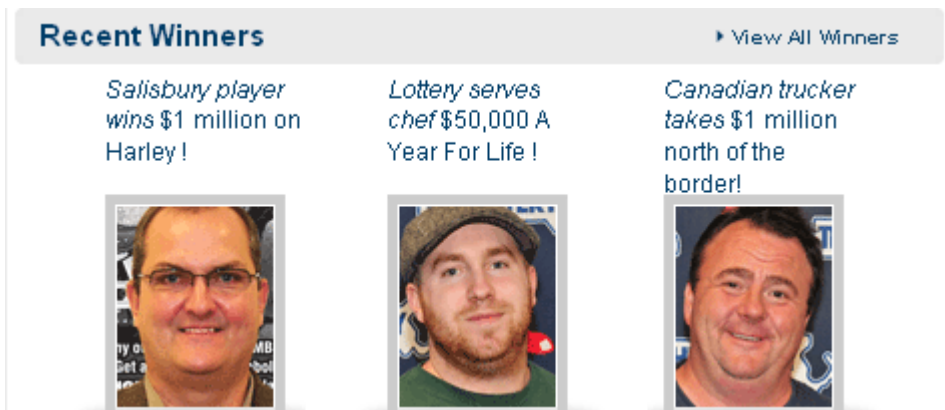 Recent Winners
View All Winners
Salisbury player
wins $1 million on
Harley !
Lottery serves
chef $50,000 A
Year For Life !
Canadian trucker
takes $1 million
north of the
border!